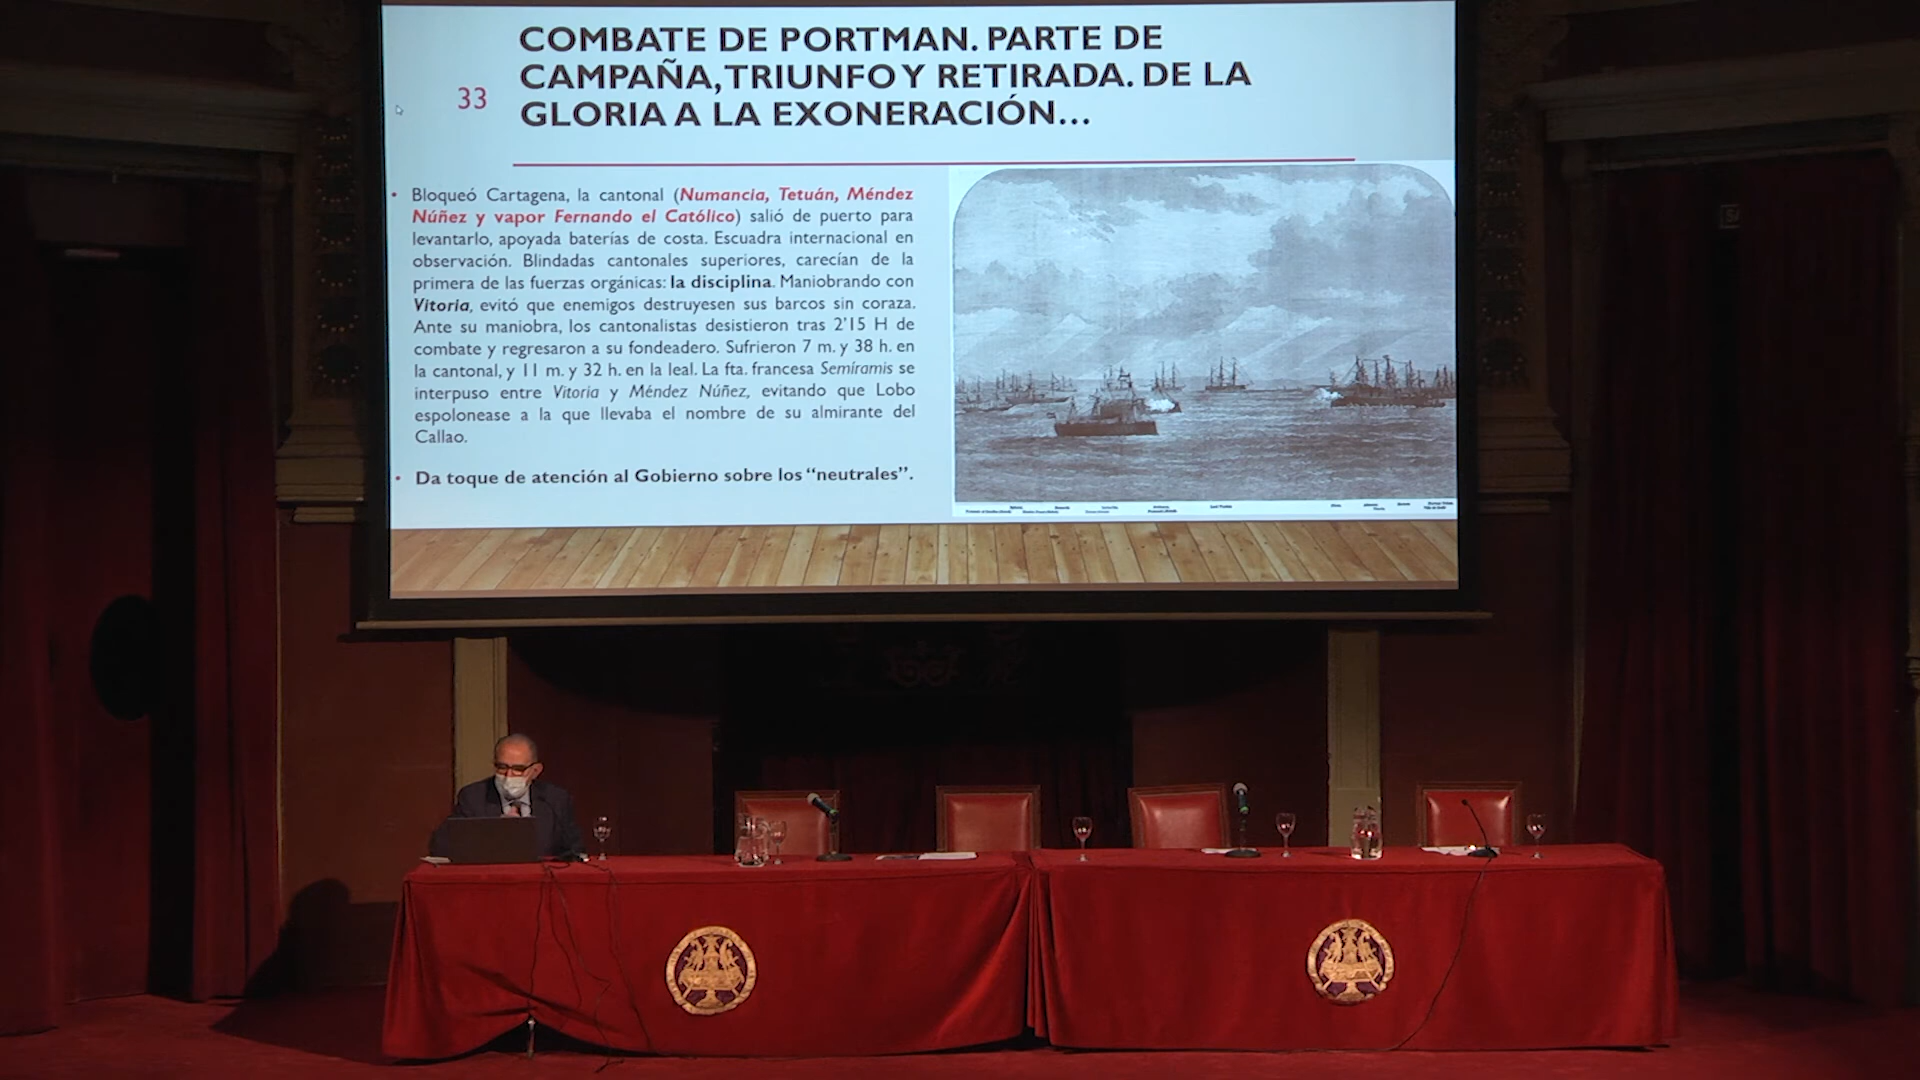 COMBATE DE PORTMAN. PARTE DE
CAMPAÑA, TRIUNFO Y RETIRADA. DE LA
GLORIA A LA EXONERACIÓN...
33
• Bloqueó Cartagena, la cantonal (Numancia, Tetuán, Méndez
Núñez y vapor Fernando el Católico) salió de puerto para
levantarlo, apoyada baterías de costa. Escuadra internacional en
observación. Blindadas cantonales superiores, carecían de la
primera de las fuerzas orgánicas: la disciplina. Maniobrando con
Vitoria, evitó que enemigos destruyesen sus barcos sin coraza.
Ante su maniobra, los cantonalistas desistieron tras 2'15 H de
combate y regresaron a su fondeadero. Sufrieron 7 m. y 38 h. en
la cantonal, y 11 m. y 32 h. en la leal. La fta. francesa Semíramis se
interpuso entre Vitoria y Méndez Núñez, evitando que Lobo
espolonease a la que llevaba el nombre de su almirante del
Callao.
• Da toque de atención al Gobierno sobre los “neutrales”.